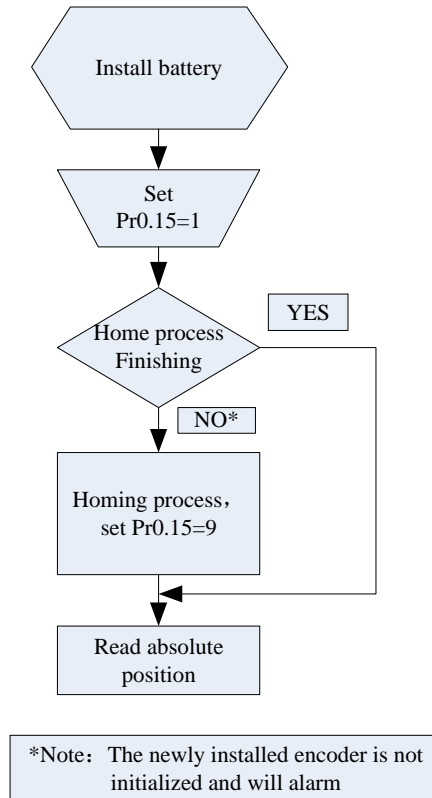 Install battery
Set
Pr0.15=1
Home process
Finishing
YES
NO*
Homing process，
set Pr0.15=9
Read absolute
position
*Note：The newly installed encoder is not
initialized and will alarm